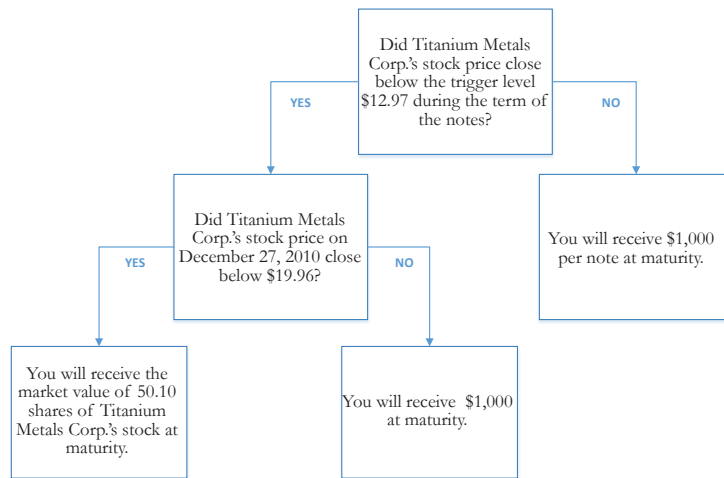 Did Titanium Metals
Corp.'s stock price close
below the trigger level
$12.97 during the term of
the notes?
YES
NO
Did Titanium Metals
Corp.'s stock price on
December 27, 2010 close
below $19.96?
You will receive $1,000
per note at maturity.
YES
NO
You will receive the
market value of 50.10
shares of Titanium
Metals Corp.'s stock at
maturity.
You will receive $1,000
at maturity.